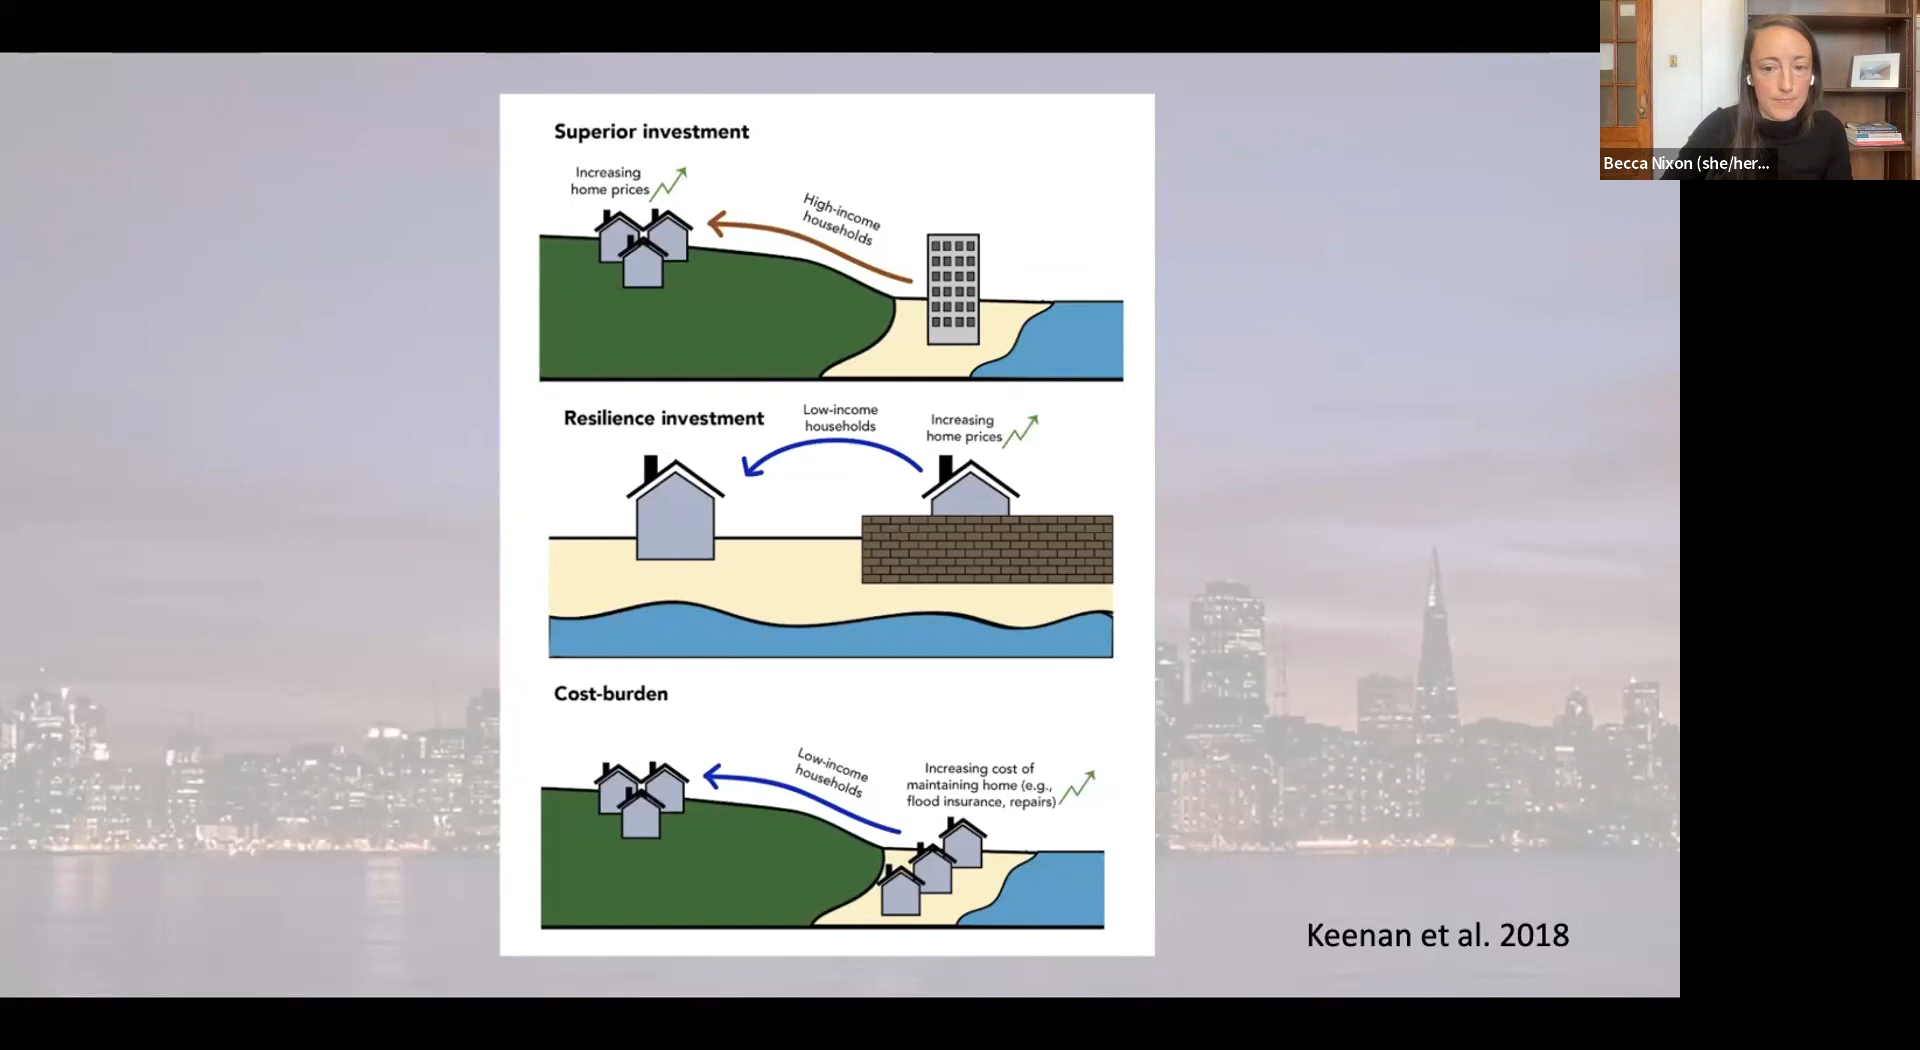 Superior investment
Increasing
home prices
High-income
households
Resilience investment
Low-income
households
Increasing
home prices
Cost-burden
Low-income
households
Increasing cost of
maintaining home (e.g.,
flood insurance, repairs)
Keenan et al. 2018
Becca Nixon (she/her...